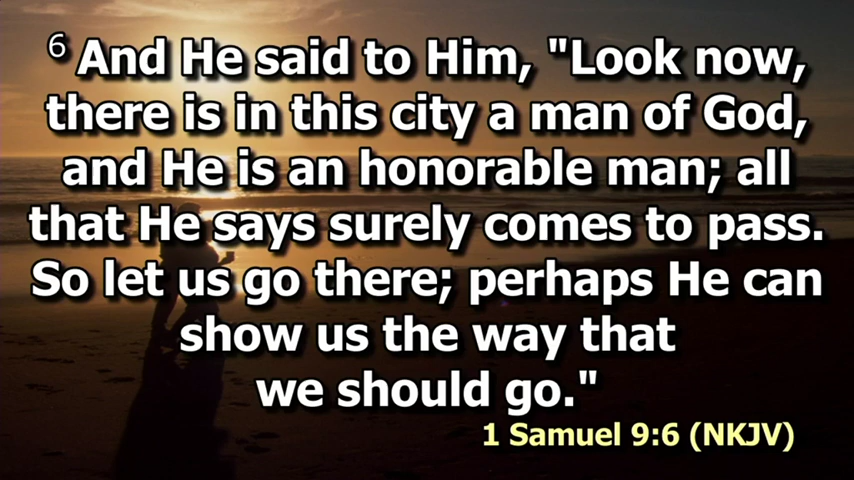 6 And He said to Him, "Look now,
there is in this city a man of God,
and He is an honorable man; all
that He says surely comes to pass.
So let us go there; perhaps He can
show us the way that
we should go."
1 Samuel 9:6 (NKJV)